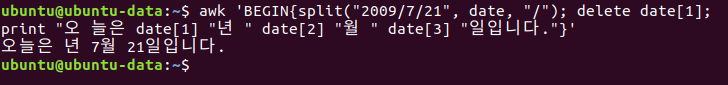 ubuntu@ubuntu-data:~$ awk 'BEGIN{split("2009/7/21", date, "/"); delete date[1];
print "오 늘은 date[1] "년 " date[2] "월 " date[3] "일입니다."}'
오늘은 년 7월 21일입니다.
ubuntu@ubuntu-data:~$